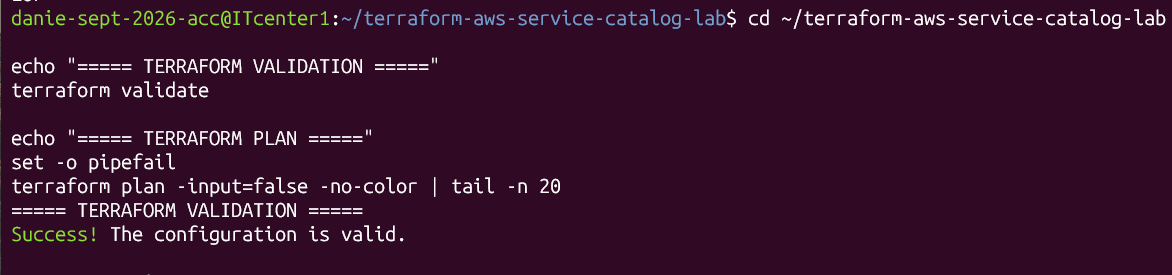 danie-sept-2026-acc@ITcenter1:~/terraform-aws-service-catalog-lab$ cd ~/terraform-aws-service-catalog-lab
echo "===== TERRAFORM VALIDATION ====="
terraform validate
echo "===== TERRAFORM PLAN ====="
set -o pipefail
terraform plan -input=false -no-color | tail -n 20
===== TERRAFORM VALIDATION =====
Success! The configuration is valid.